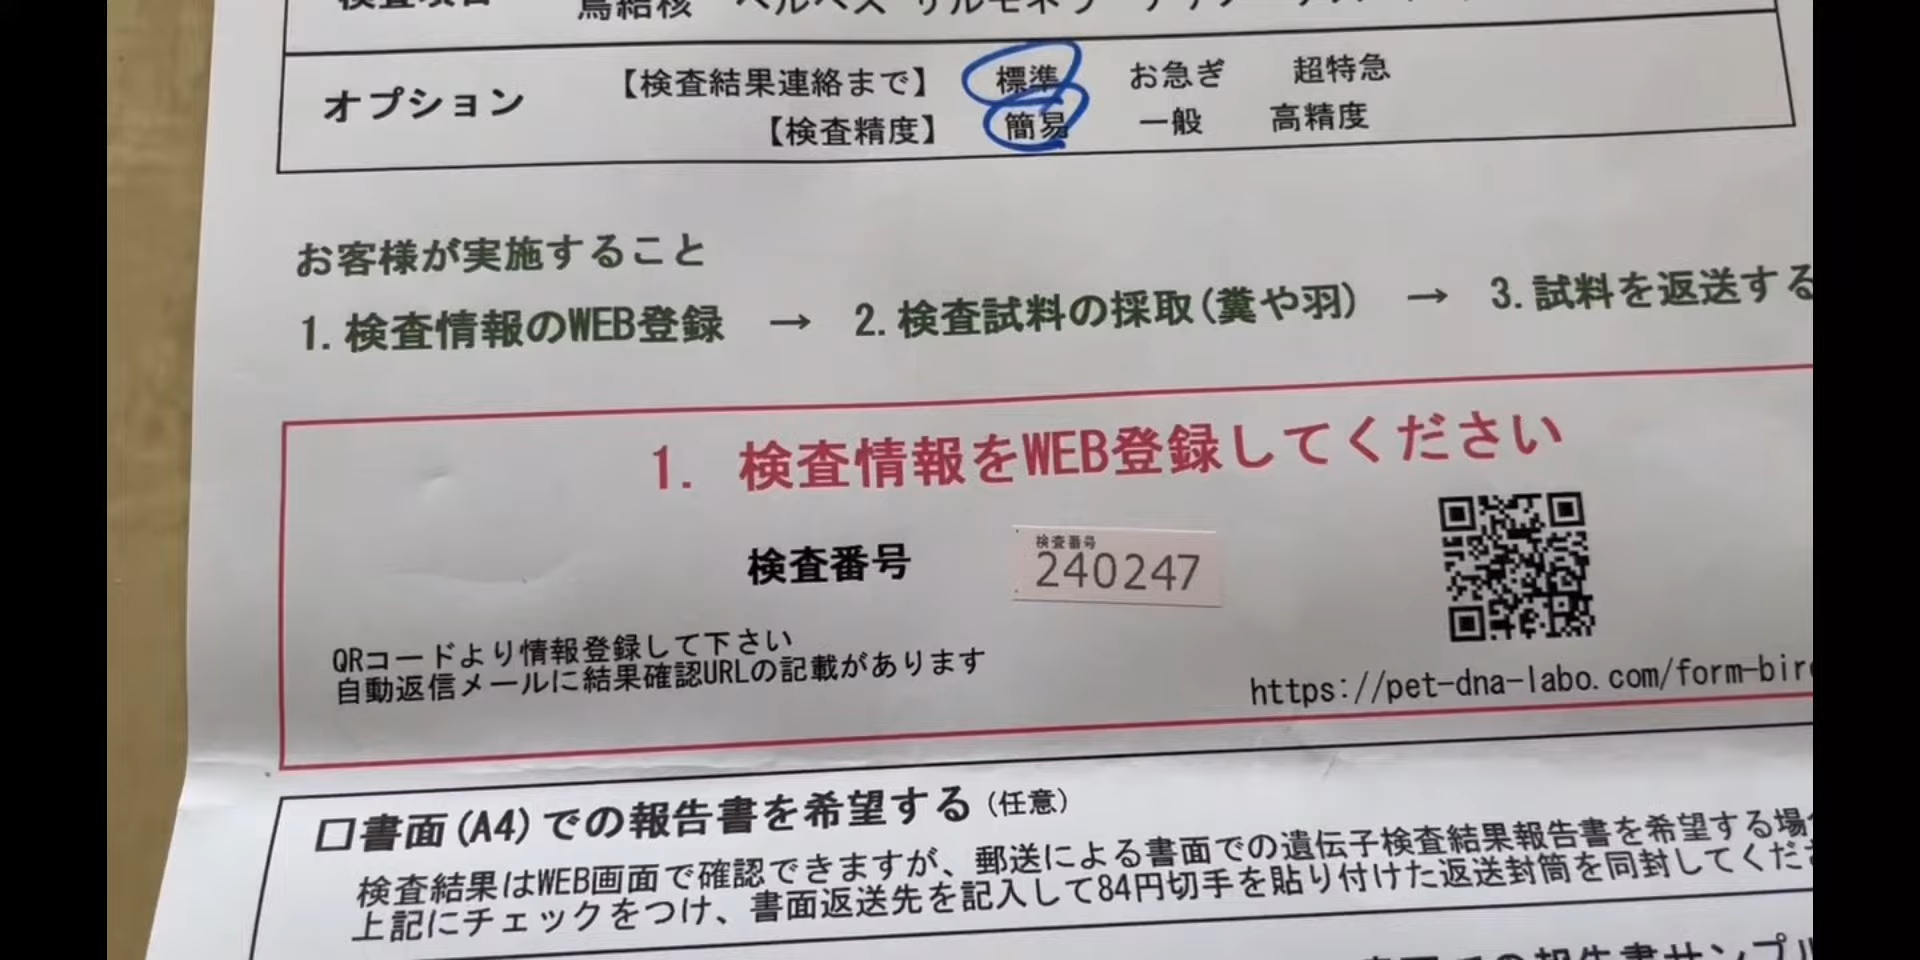 オプション 【検査結果連絡まで】 標準 お急ぎ 超特急
【検査精度】 簡易 一般 高精度
お客様が実施すること
1.検査情報のWEB登録 → 2.検査試料の採取(糞や羽) → 3.試料を返送する
1. 検査情報をWEB登録してください
検査番号
検査番号
240247
QRコードより情報登録して下さい
自動返信メールに結果確認URLの記載があります
https://pet-dna-labo.com/form-bir
□書面(A4)での報告書を希望する(任意)
検査結果はWEB画面で確認できますが、郵送による書面での遺伝子検査結果報告書を希望する場
上記にチェックをつけ、書面返送先を記入して84円切手を貼り付けた返送封筒を同封してくだ